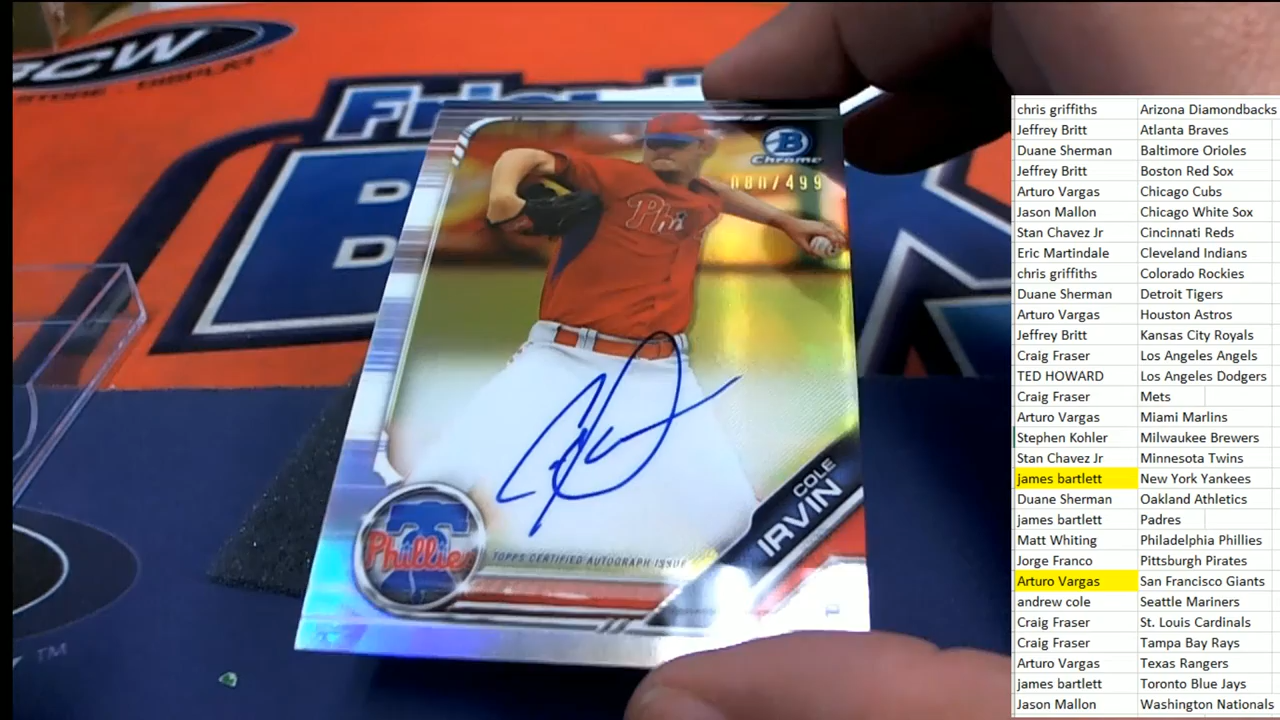 BCW
STORE · DISPLAY
Phi
B
Chrome
080/499
COLE
IRVIN
Phillies
TOPPS CERTIFIED AUTOGRAPH ISSUE
P
TM
chris griffiths Arizona Diamondbacks
Jeffrey Britt Atlanta Braves
Duane Sherman Baltimore Orioles
Jeffrey Britt Boston Red Sox
Arturo Vargas Chicago Cubs
Jason Mallon Chicago White Sox
Stan Chavez Jr Cincinnati Reds
Eric Martindale Cleveland Indians
chris griffiths Colorado Rockies
Duane Sherman Detroit Tigers
Arturo Vargas Houston Astros
Jeffrey Britt Kansas City Royals
Craig Fraser Los Angeles Angels
TED HOWARD Los Angeles Dodgers
Craig Fraser Mets
Arturo Vargas Miami Marlins
Stephen Kohler Milwaukee Brewers
Stan Chavez Jr Minnesota Twins
james bartlett New York Yankees
Duane Sherman Oakland Athletics
james bartlett Padres
Matt Whiting Philadelphia Phillies
Jorge Franco Pittsburgh Pirates
Arturo Vargas San Francisco Giants
andrew cole Seattle Mariners
Craig Fraser St. Louis Cardinals
Craig Fraser Tampa Bay Rays
Arturo Vargas Texas Rangers
james bartlett Toronto Blue Jays
Jason Mallon Washington Nationals